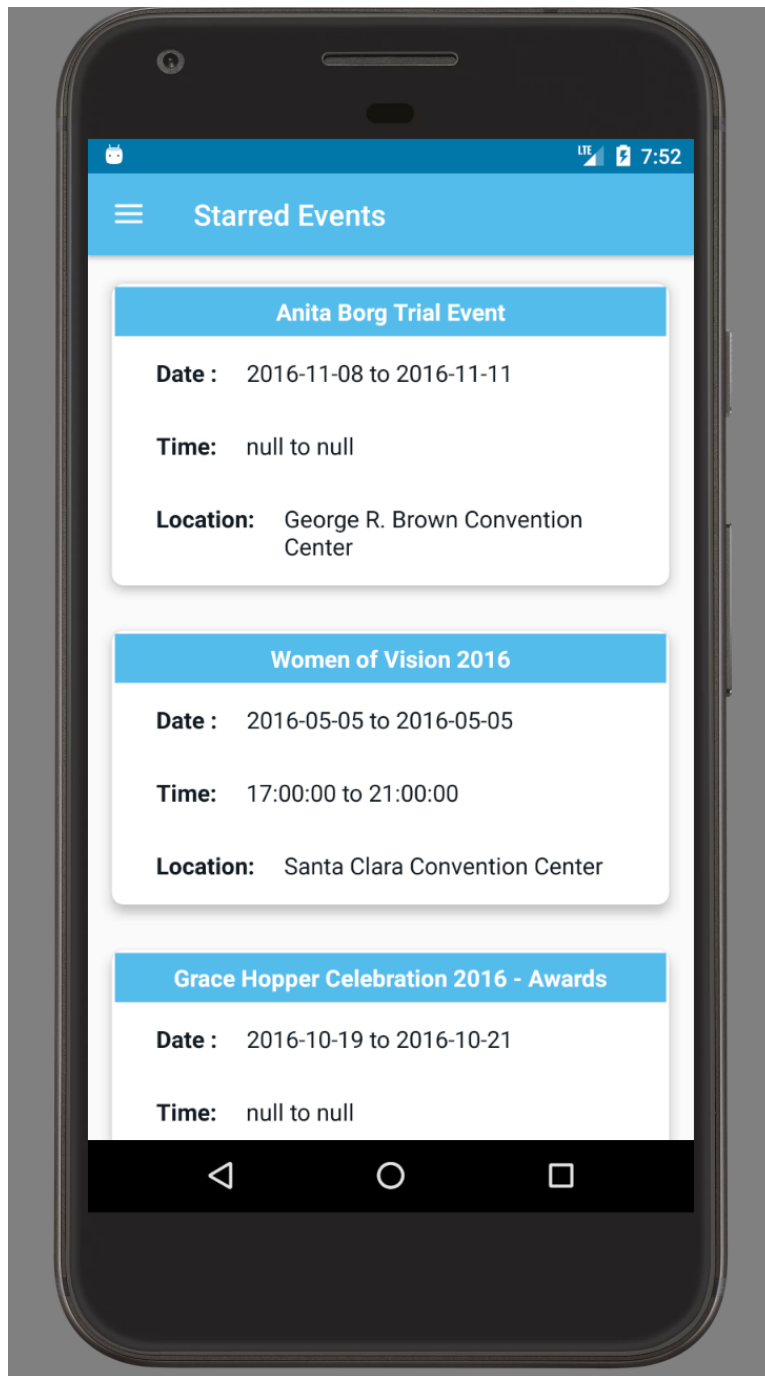 LTE 7:52
Starred Events
Anita Borg Trial Event
Date : 2016-11-08 to 2016-11-11
Time: null to null
Location: George R. Brown Convention
Center
Women of Vision 2016
Date : 2016-05-05 to 2016-05-05
Time: 17:00:00 to 21:00:00
Location: Santa Clara Convention Center
Grace Hopper Celebration 2016 - Awards
Date : 2016-10-19 to 2016-10-21
Time: null to null